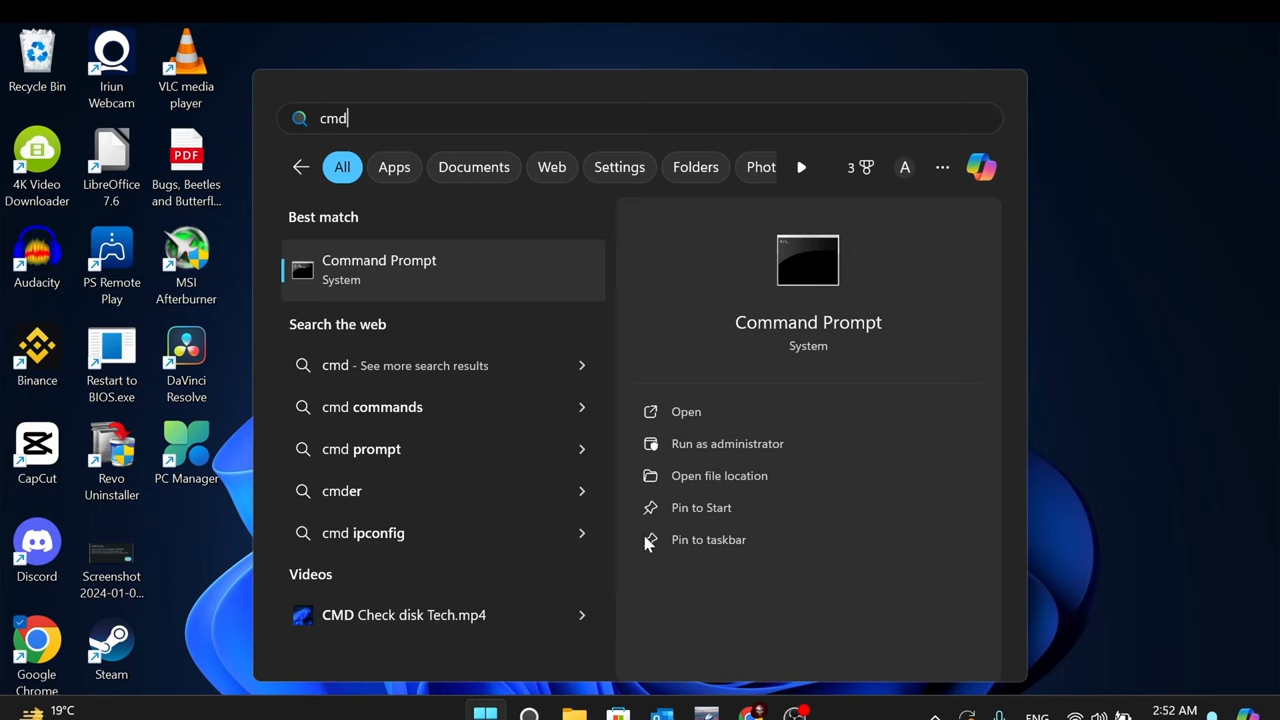 Recycle Bin
Iriun
Webcam
VLC media
player
4K Video
Downloader
LibreOffice
7.6
PDF
Bugs, Beetles
and Butterfl...
Audacity
PS Remote
Play
MSI
Afterburner
Binance
Restart to
BIOS.exe
DaVinci
Resolve
CapCut
Revo
Uninstaller
PC Manager
Discord
Screenshot
2024-01-0...
Google
Chrome
Steam
cmd
All
Apps
Documents
Web
Settings
Folders
Phot
3
A
Best match
Command Prompt
System
Search the web
cmd - See more search results
cmd commands
cmd prompt
cmder
cmd ipconfig
Videos
CMD Check disk Tech.mp4
Command Prompt
System
Open
Run as administrator
Open file location
Pin to Start
Pin to taskbar
19°C
ENG
2:52 AM